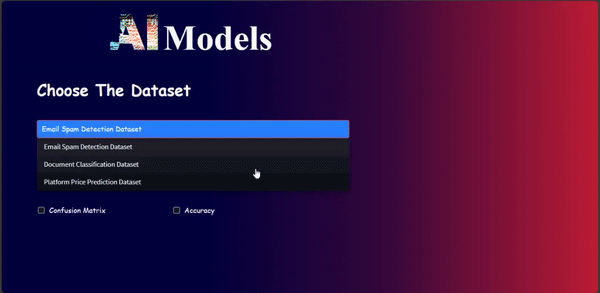 AI Models
Choose The Dataset
Email Spam Detection Dataset
Email Spam Detection Dataset
Document Classification Dataset
Platform Price Prediction Dataset
Confusion Matrix Accuracy